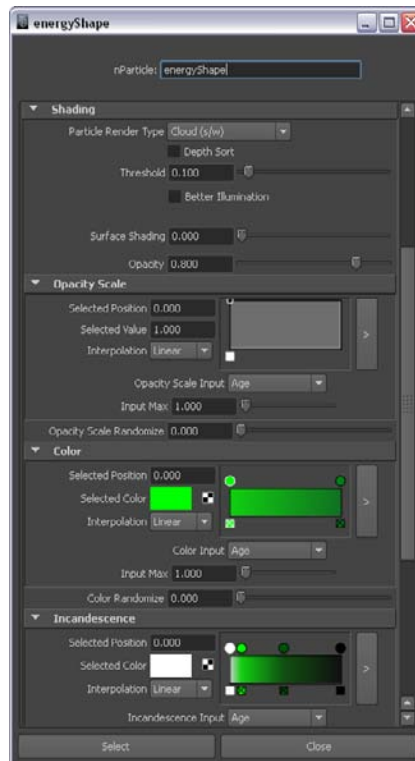 energyShape
nParticle: energyShape
Shading
Particle Render Type Cloud (s/w)
Depth Sort
Threshold 0.100
Better Illumination
Surface Shading 0.000
Opacity 0.800
Opacity Scale
Selected Position 0.000
Selected Value 1.000
Interpolation Linear
>
Opacity Scale Input Age
Input Max 1.000
Opacity Scale Randomize 0.000
Color
Selected Position 0.000
Selected Color
Interpolation Linear
>
Color Input Age
Input Max 1.000
Color Randomize 0.000
Incandescence
Selected Position 0.000
Selected Color
Interpolation Linear
>
Incandescence Input Age
Select Close